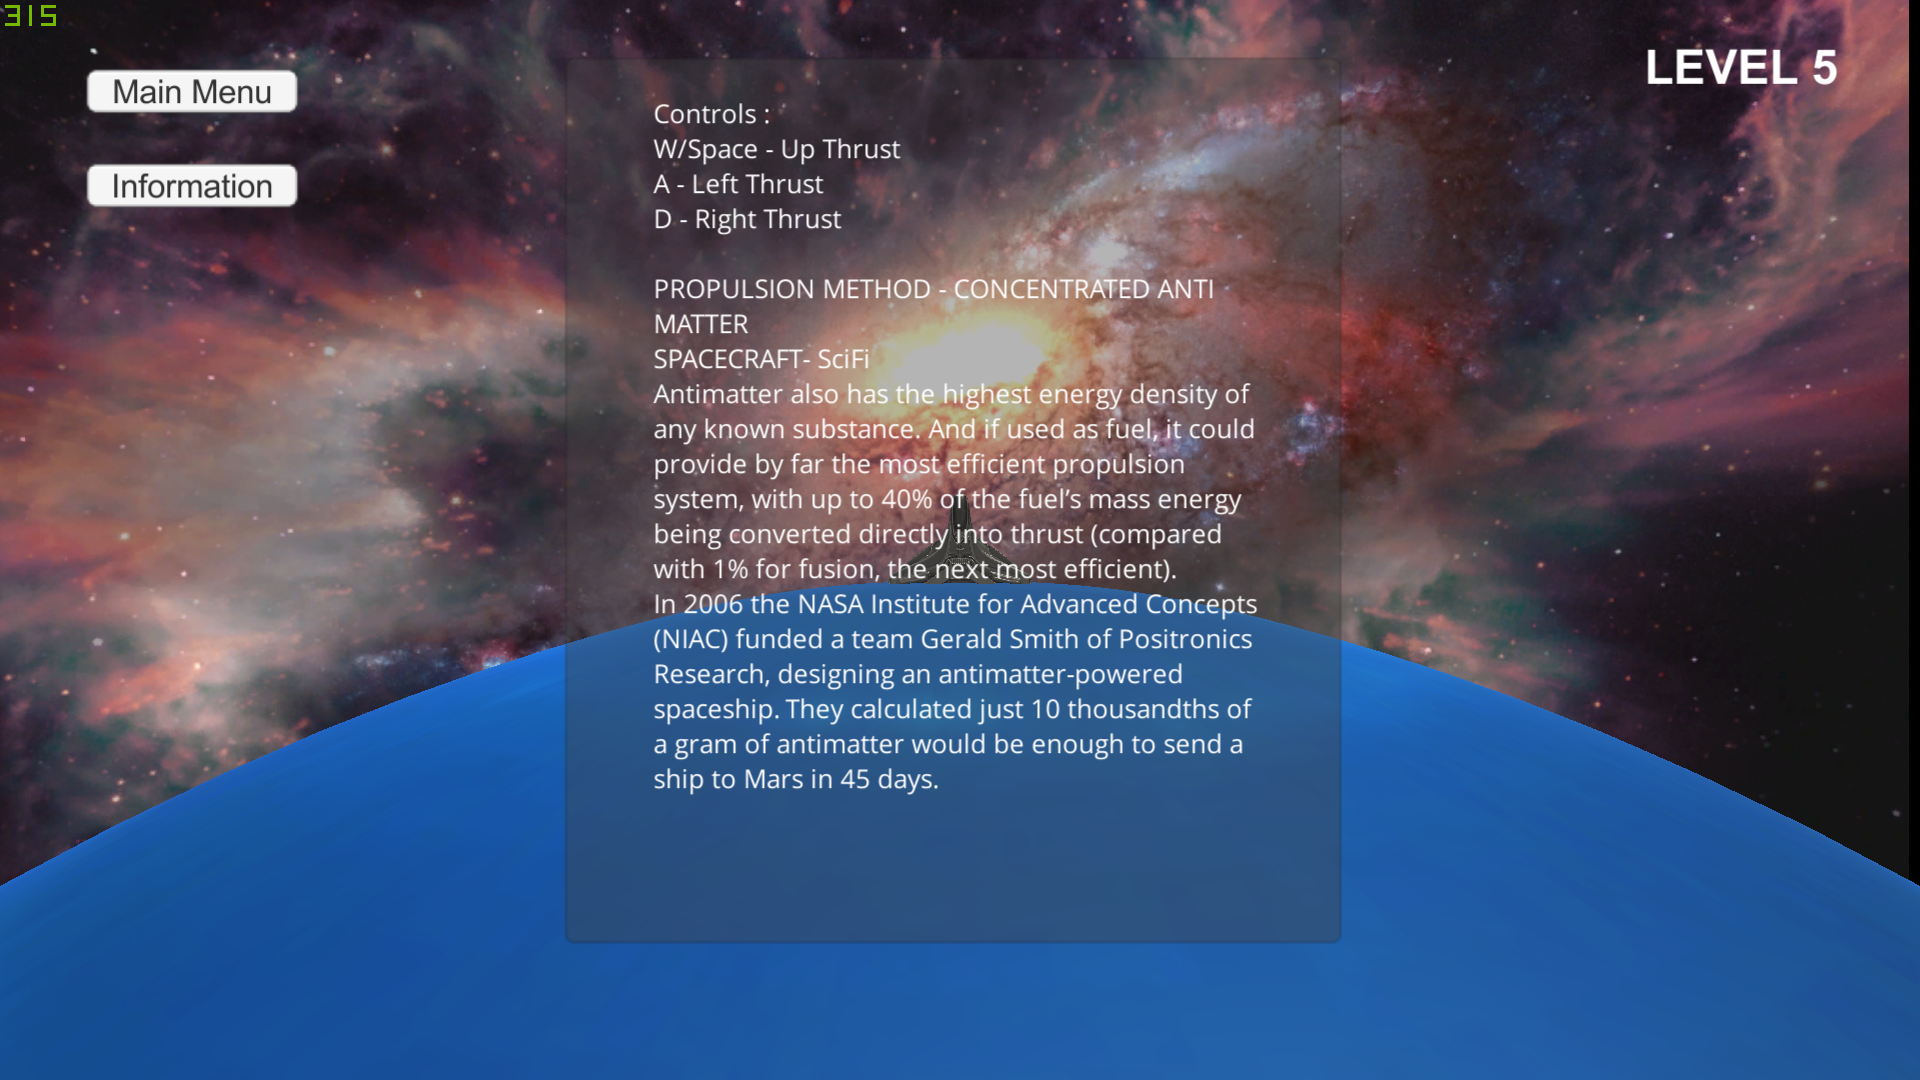 315
Main Menu
Information
LEVEL 5
Controls :
W/Space - Up Thrust
A - Left Thrust
D - Right Thrust
PROPULSION METHOD - CONCENTRATED ANTI
MATTER
SPACECRAFT- SciFi
Antimatter also has the highest energy density of
any known substance. And if used as fuel, it could
provide by far the most efficient propulsion
system, with up to 40% of the fuel’s mass energy
being converted directly into thrust (compared
with 1% for fusion, the next most efficient).
In 2006 the NASA Institute for Advanced Concepts
(NIAC) funded a team Gerald Smith of Positronics
Research, designing an antimatter-powered
spaceship. They calculated just 10 thousandths of
a gram of antimatter would be enough to send a
ship to Mars in 45 days.